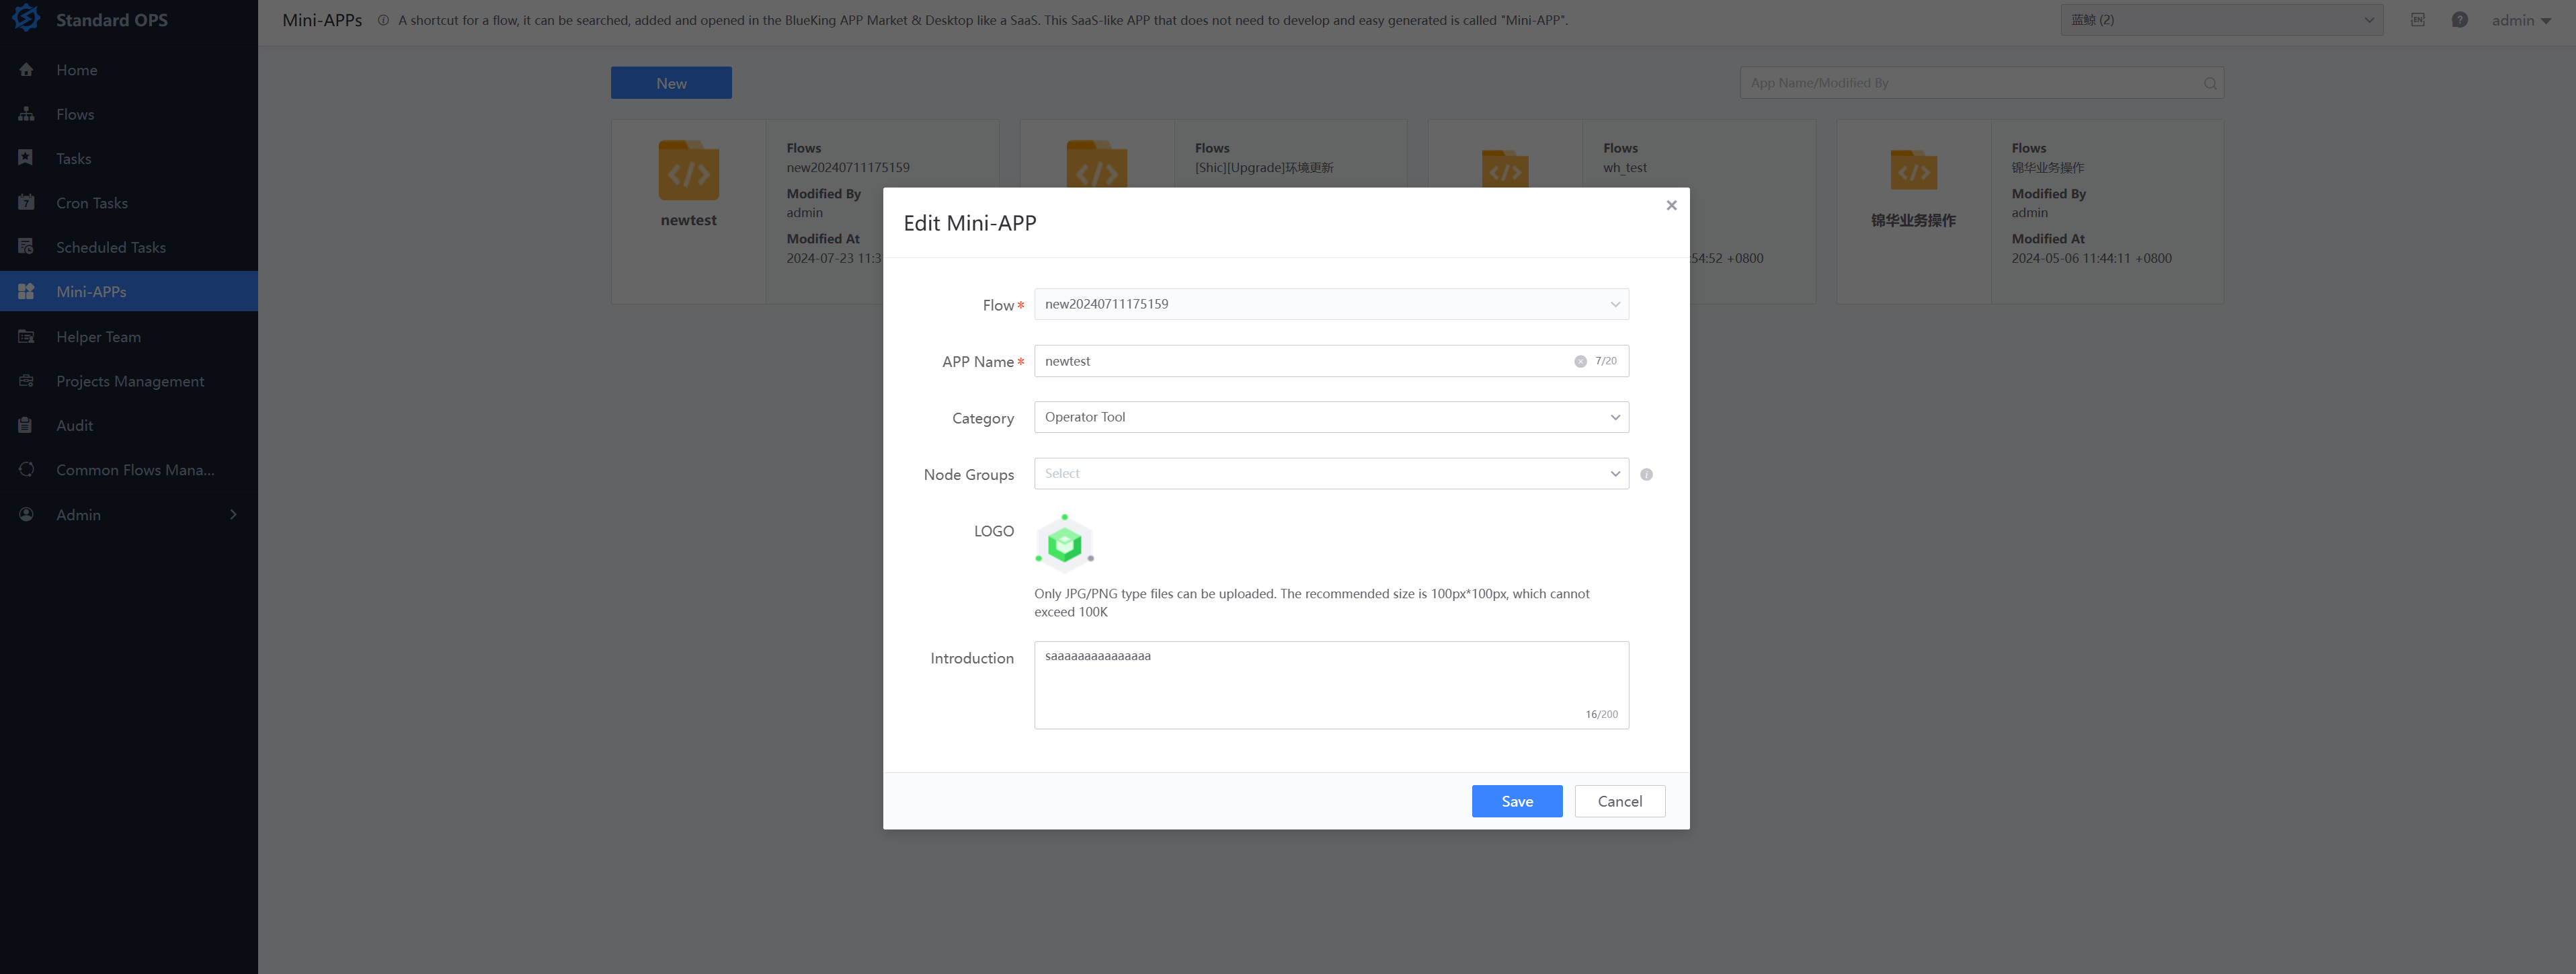 Standard OPS
Mini-APPs
A shortcut for a flow, it can be searched, added and opened in the BlueKing APP Market & Desktop like a SaaS. This SaaS-like APP that does not need to develop and easy generated is called "Mini-APP".
蓝鲸 (2)
EN
admin
Home
Flows
Tasks
Cron Tasks
Scheduled Tasks
Mini-APPs
Helper Team
Projects Management
Audit
Common Flows Mana...
Admin
New
App Name/Modified By
newtest
Flows
new20240711175159
Modified By
admin
Modified At
2024-07-23 11:3
Flows
[Shic][Upgrade]环境更新
Flows
wh_test
54:52 +0800
锦华业务操作
Flows
锦华业务操作
Modified By
admin
Modified At
2024-05-06 11:44:11 +0800
Edit Mini-APP
Flow* new20240711175159
APP Name* newtest 7/20
Category Operator Tool
Node Groups Select
LOGO
Only JPG/PNG type files can be uploaded. The recommended size is 100px*100px, which cannot
exceed 100K
Introduction saaaaaaaaaaaaaaa
16/200
Save
Cancel